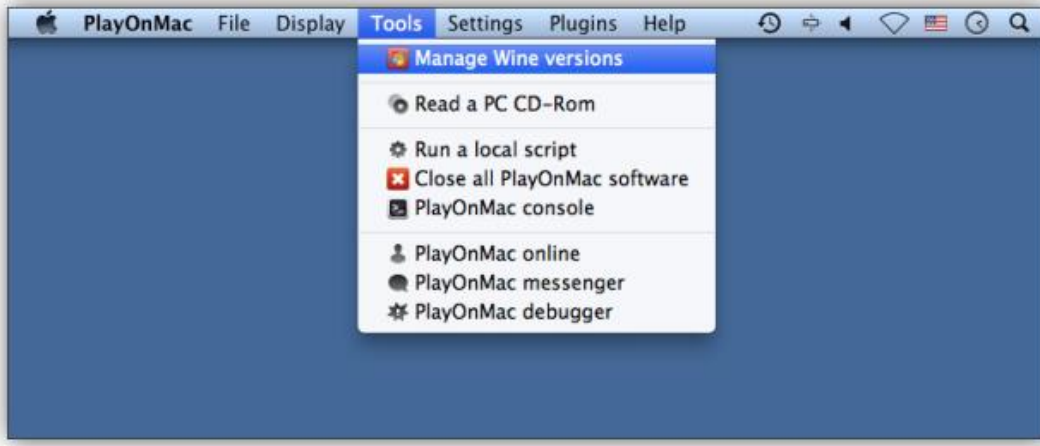 PlayOnMac File Display Tools Settings Plugins Help
Manage Wine versions
Read a PC CD-Rom
Run a local script
Close all PlayOnMac software
PlayOnMac console
PlayOnMac online
PlayOnMac messenger
PlayOnMac debugger